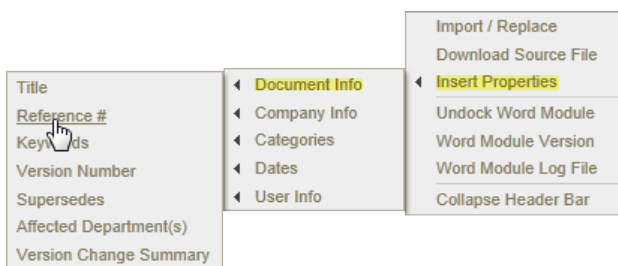 Import / Replace
Download Source File
Insert Properties
Undock Word Module
Word Module Version
Word Module Log File
Collapse Header Bar
Document Info
Company Info
Categories
Dates
User Info
Title
Reference #
Keywords
Version Number
Supersedes
Affected Department(s)
Version Change Summary